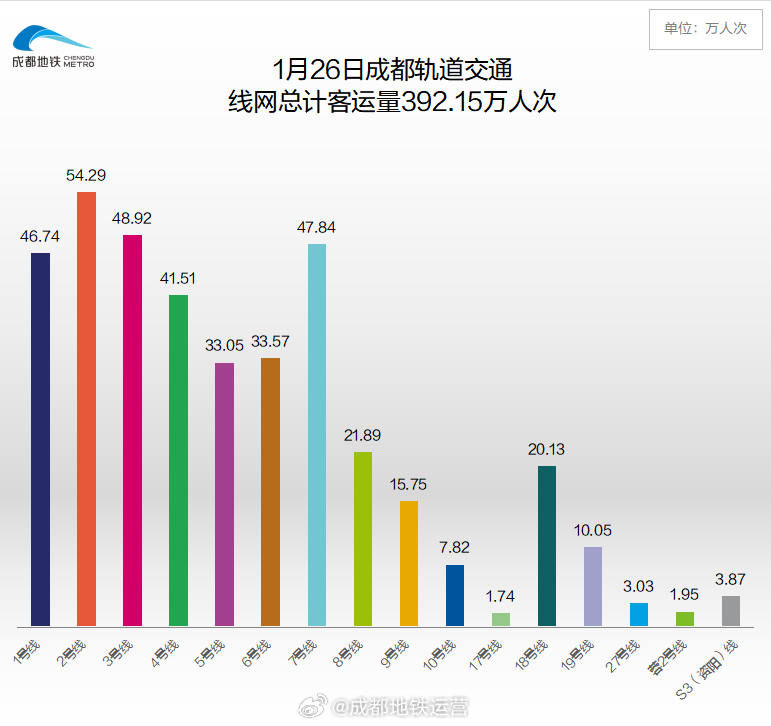 单位：万人次
成都地铁 CHENGDU METRO
1月26日成都轨道交通
线网总计客运量392.15万人次
46.74
54.29
48.92
41.51
33.05
33.57
47.84
21.89
15.75
7.82
1.74
20.13
10.05
3.03
1.95
3.87
1号线
2号线
3号线
4号线
5号线
6号线
7号线
8号线
9号线
10号线
17号线
18号线
19号线
27号线
蓉2号线
S3（资阳）线
@成都地铁运营